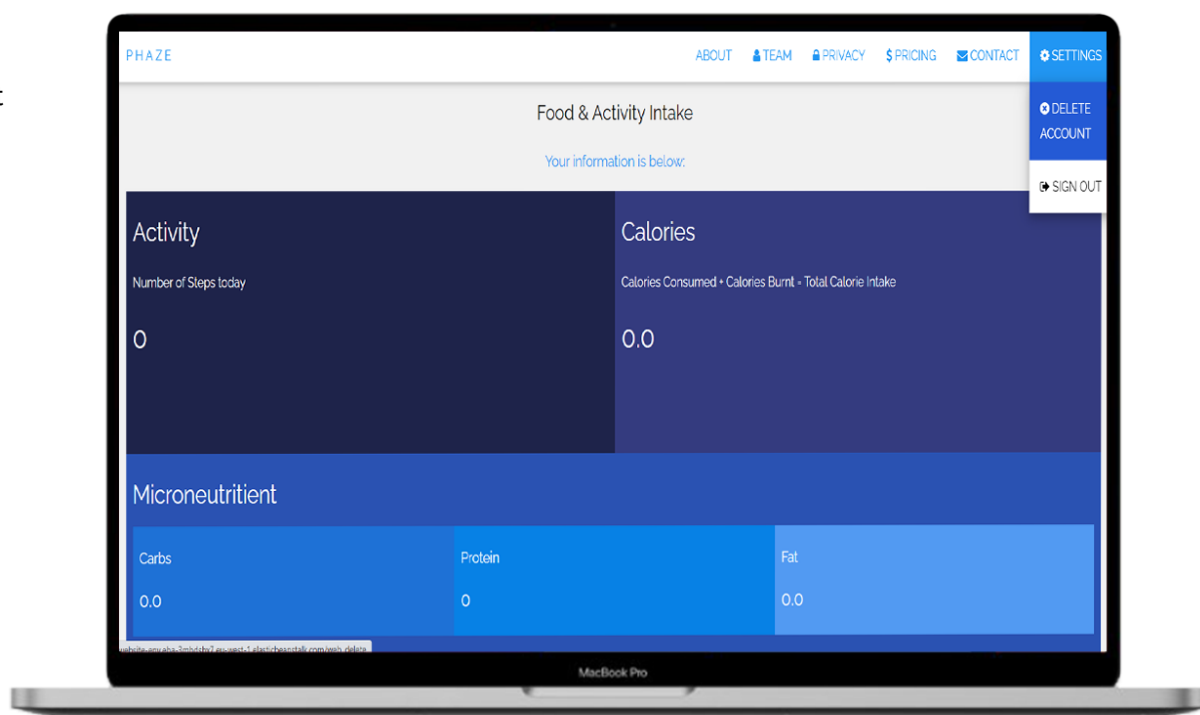 PHAZE
ABOUT TEAM PRIVACY $ PRICING CONTACT SETTINGS
DELETE
ACCOUNT
SIGN OUT
Food & Activity Intake
Your information is below:
Activity
Number of Steps today
0
Calories
Calories Consumed + Calories Burnt = Total Calorie Intake
0.0
Microneutritient
Carbs
0.0
Protein
0
Fat
0.0
MacBook Pro